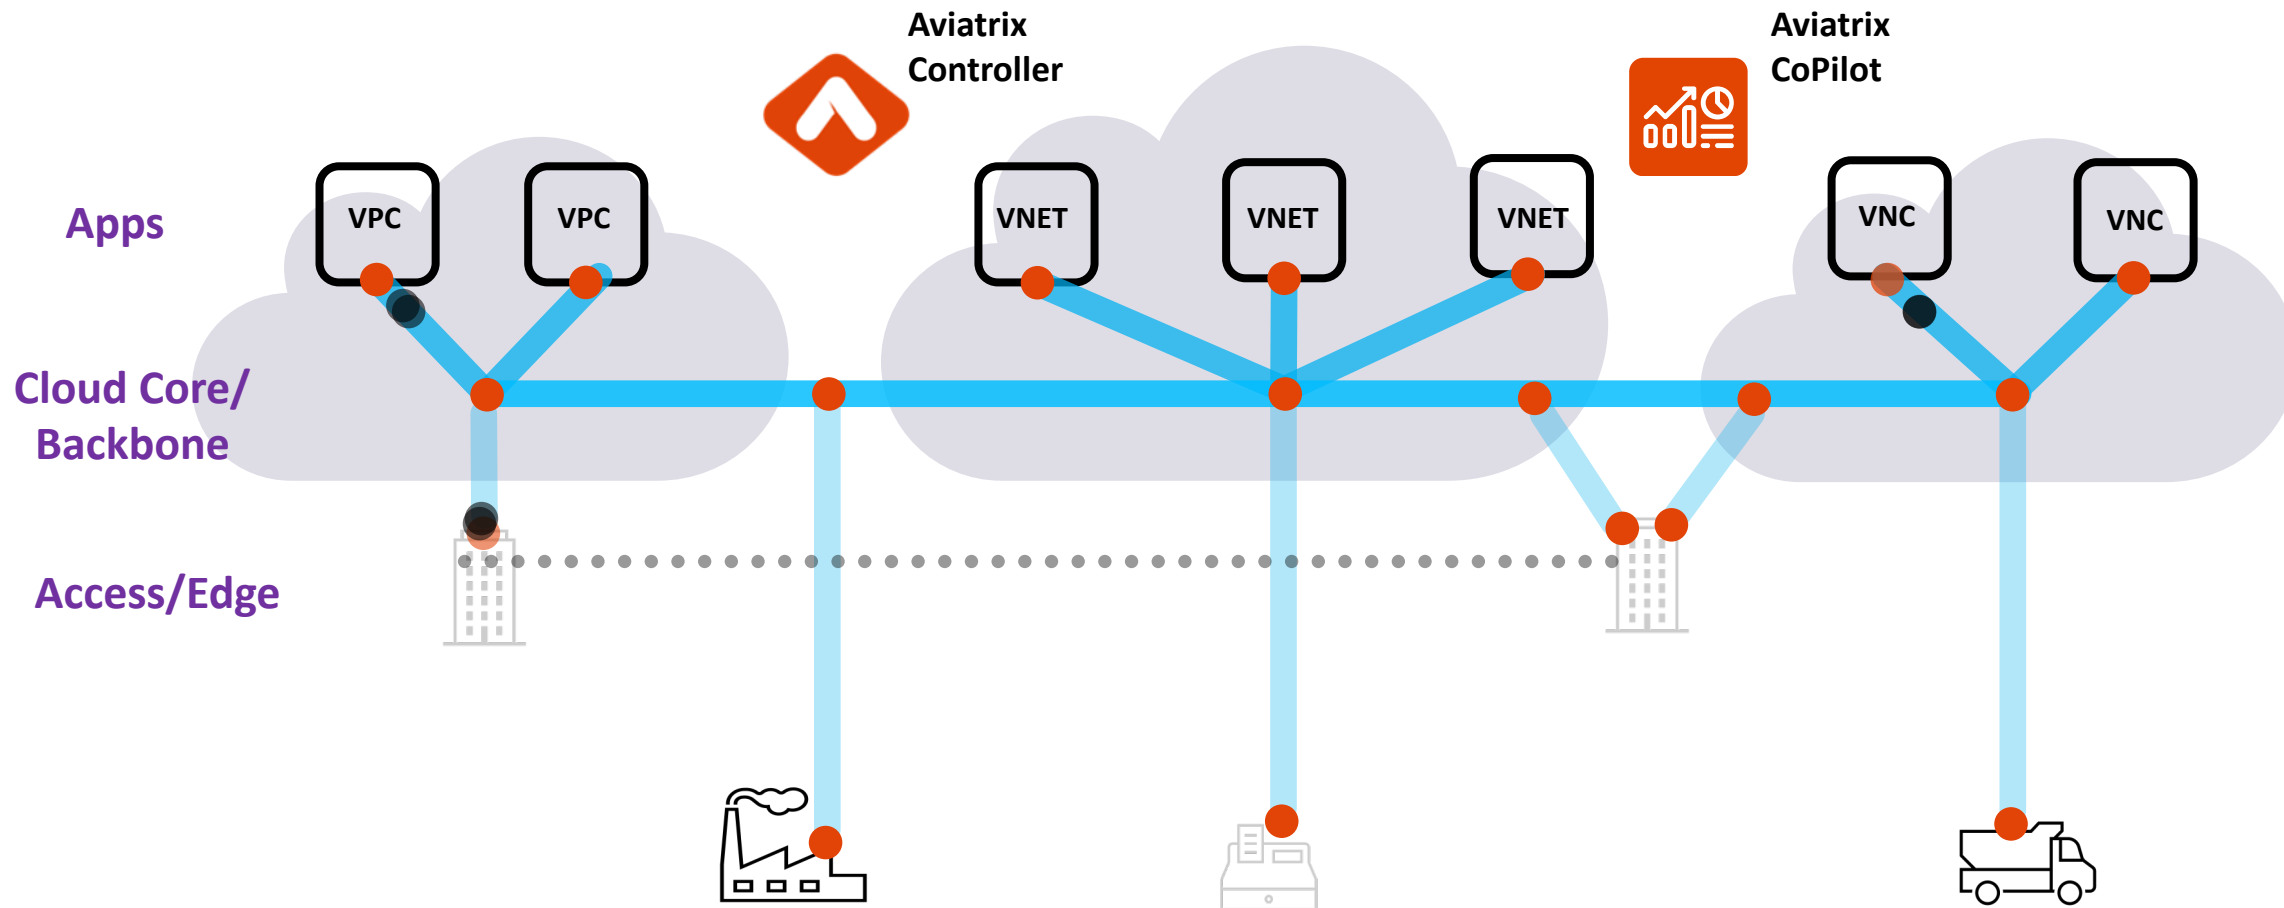 Aviatrix
Controller
Aviatrix
CoPilot
Apps
VPC
VPC
VNET
VNET
VNET
VNC
VNC
Cloud Core/
Backbone
Access/Edge